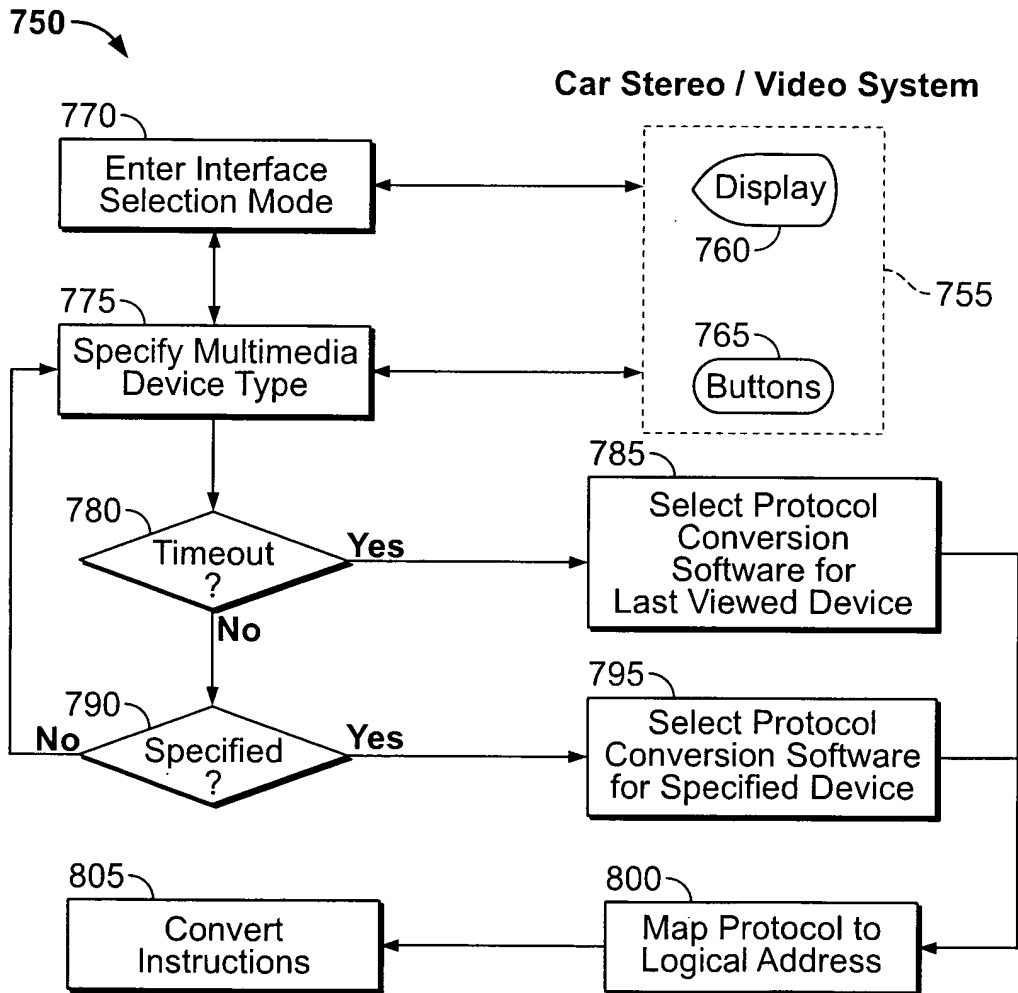 750
Car Stereo / Video System
770
Enter Interface
Selection Mode
Display
760
755
775
Specify Multimedia
Device Type
765
Buttons
780
Timeout
?
Yes
No
785
Select Protocol
Conversion
Software for
Last Viewed Device
790
No
Specified
?
Yes
795
Select Protocol
Conversion Software
for Specified Device
805
Convert
Instructions
800
Map Protocol to
Logical Address